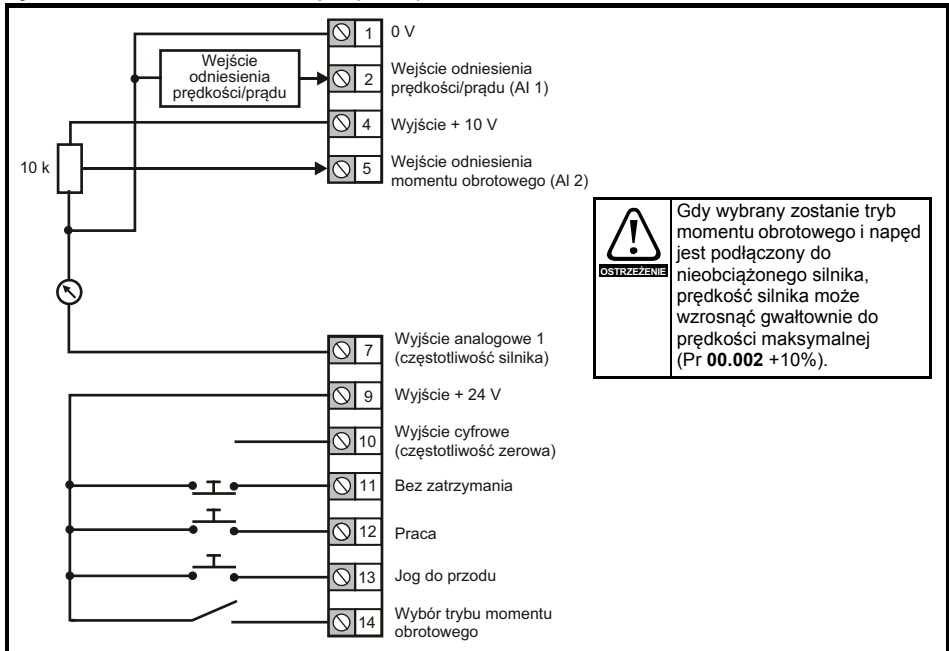 1 0 V
Wejście
odniesienia
prędkości/prądu
2 Wejście odniesienia
prędkości/prądu (AI 1)
4 Wyjście + 10 V
10 k
5 Wejście odniesienia
momentu obrotowego (AI 2)
OSTRZEŻENIE
Gdy wybrany zostanie tryb
momentu obrotowego i napęd
jest podłączony do
nieobciążonego silnika,
prędkość silnika może
wzrosnąć gwałtownie do
prędkości maksymalnej
(Pr 00.002 +10%).
7 Wyjście analogowe 1
(częstotliwość silnika)
9 Wyjście + 24 V
10 Wyjście cyfrowe
(częstotliwość zerowa)
11 Bez zatrzymania
12 Praca
13 Jog do przodu
14 Wybór trybu momentu
obrotowego